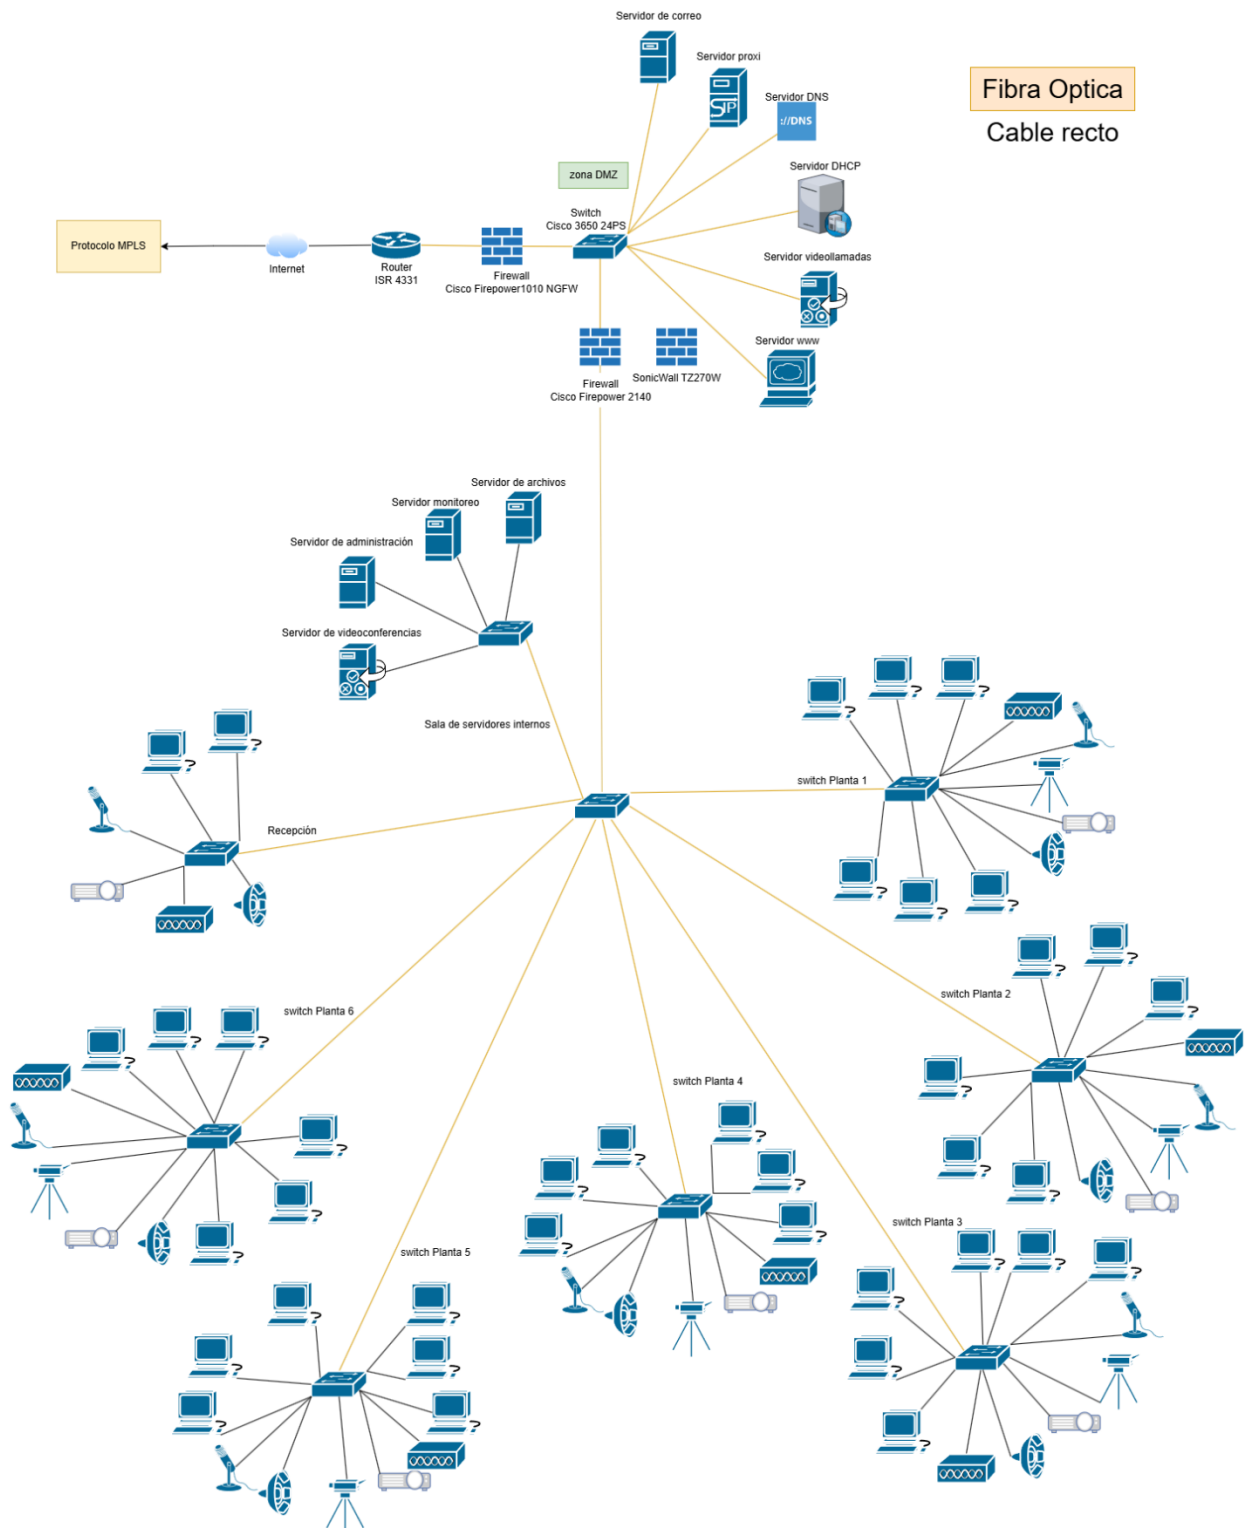 Servidor de correo
Servidor proxi
SIP
Servidor DNS
://DNS
Fibra Optica
Cable recto
zona DMZ
Servidor DHCP
Switch
Cisco 3650 24PS
Protocolo MPLS
Internet
Router
ISR 4331
Firewall
Cisco Firepower1010 NGFW
Servidor videollamadas
Servidor www
Firewall
Cisco Firepower 2140
SonicWall TZ270W
Servidor de archivos
Servidor monitoreo
Servidor de administración
Servidor de videoconferencias
Sala de servidores internos
switch Planta 1
Recepción
switch Planta 2
switch Planta 6
switch Planta 4
switch Planta 3
switch Planta 5